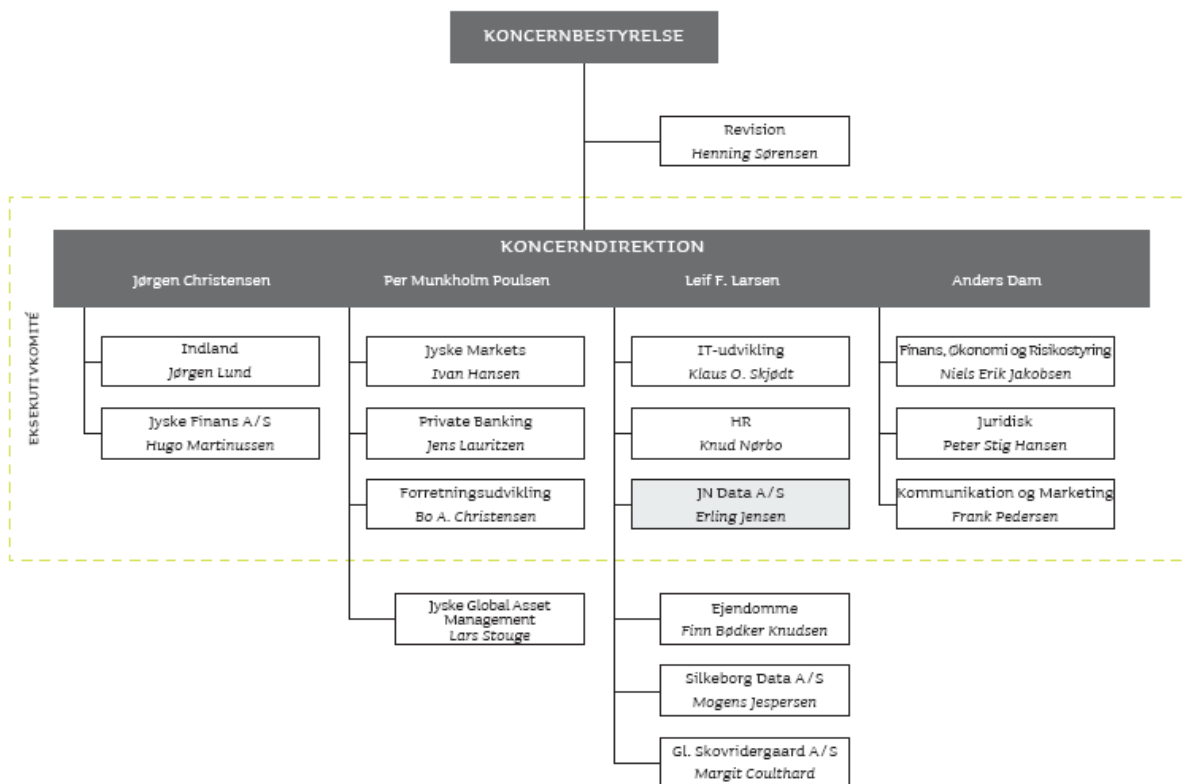 KONCERNBESTYRELSE
Revision
Henning Sørensen
KONCERNDIREKTION
Jørgen Christensen
Per Munkholm Poulsen
Leif F. Larsen
Anders Dam
EKSEKUTIVKOMITÉ
Indland
Jørgen Lund
Jyske Finans A/S
Hugo Martinussen
Jyske Markets
Ivan Hansen
Private Banking
Jens Lauritzen
Forretningsudvikling
Bo A. Christensen
Jyske Global Asset
Management
Lars Stouge
IT-udvikling
Klaus O. Skjødt
HR
Knud Nørbo
JN Data A/S
Erling Jensen
Ejendomme
Finn Bødker Knudsen
Silkeborg Data A/S
Mogens Jespersen
Gl. Skovridergaard A/S
Margit Coulthard
Finans, Økonomi og Risikostyring
Niels Erik Jakobsen
Juridisk
Peter Stig Hansen
Kommunikation og Marketing
Frank Pedersen